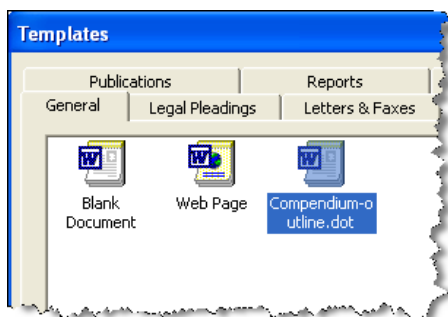 Templates
Publications Reports
General Legal Pleadings Letters & Faxes
Blank Web Page Compendium-o
Document utline.dot